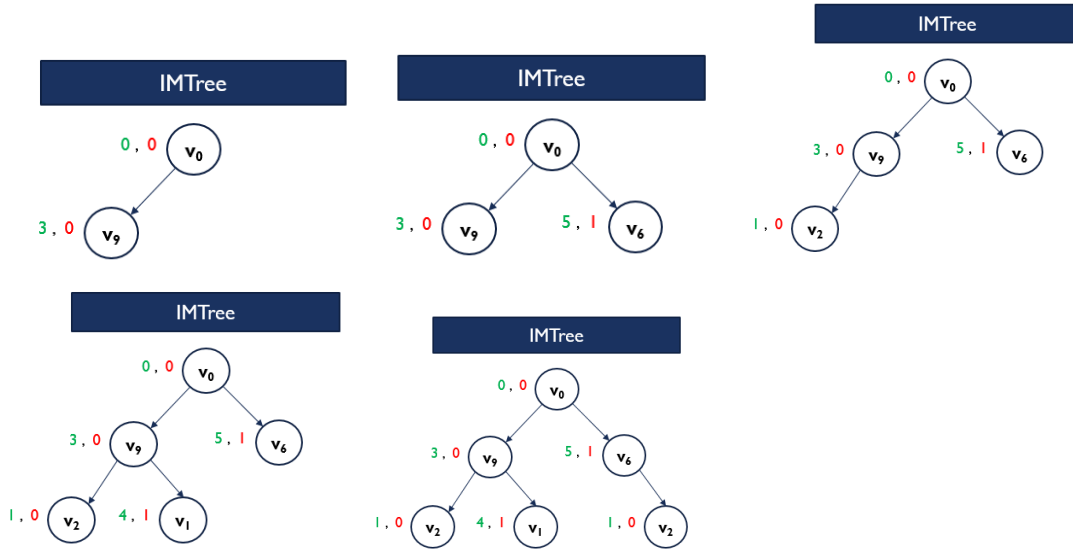 IMTree
0 , 0
v₀
3 , 0
v₉
IMTree
0 , 0
v₀
3 , 0
v₉
5 , 1
v₆
IMTree
0 , 0
v₀
3 , 0
v₉
5 , 1
v₆
1 , 0
v₂
IMTree
0 , 0
v₀
3 , 0
v₉
5 , 1
v₆
1 , 0
v₂
4 , 1
v₁
IMTree
0 , 0
v₀
3 , 0
v₉
5 , 1
v₆
1 , 0
v₂
4 , 1
v₁
1 , 0
v₂